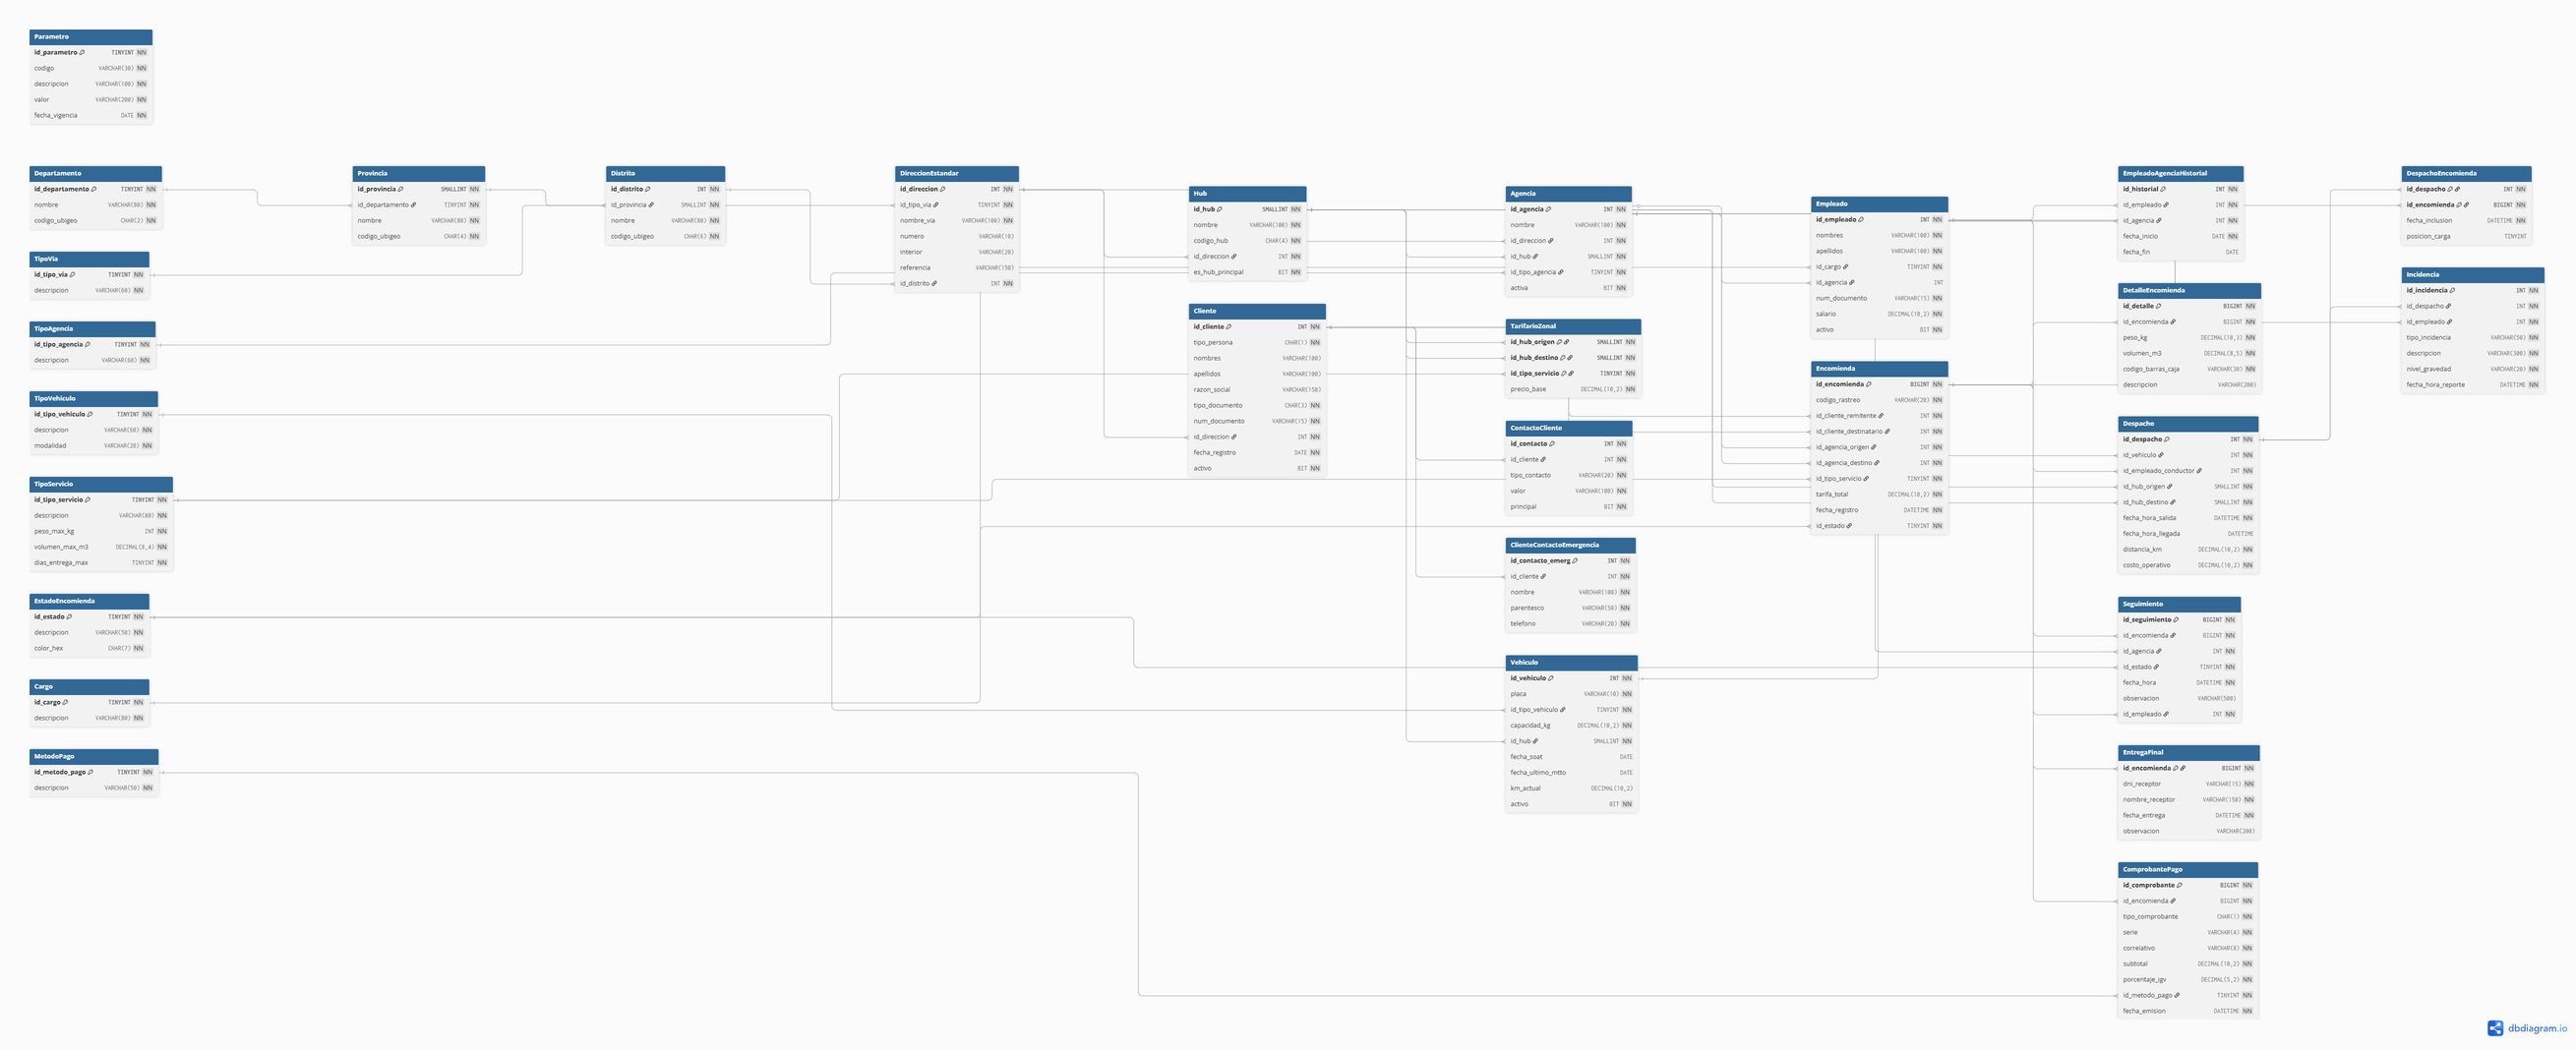 Parametro
id_parametro TINYINT NN
codigo VARCHAR(30) NN
descripcion VARCHAR(100) NN
valor VARCHAR(200) NN
fecha_vigencia DATE NN
Departamento
id_departamento TINYINT NN
nombre VARCHAR(80) NN
codigo_ubigeo CHAR(2) NN
TipoVia
id_tipo_via TINYINT NN
descripcion VARCHAR(60) NN
TipoAgencia
id_tipo_agencia TINYINT NN
descripcion VARCHAR(60) NN
TipoVehiculo
id_tipo_vehiculo TINYINT NN
descripcion VARCHAR(60) NN
modalidad VARCHAR(20) NN
TipoServicio
id_tipo_servicio TINYINT NN
descripcion VARCHAR(80) NN
peso_max_kg INT NN
volumen_max_m3 DECIMAL(8,4) NN
dias_entrega_max TINYINT NN
EstadoEncomienda
id_estado TINYINT NN
descripcion VARCHAR(50) NN
color_hex CHAR(7) NN
Cargo
id_cargo TINYINT NN
descripcion VARCHAR(80) NN
MetodoPago
id_metodo_pago TINYINT NN
descripcion VARCHAR(50) NN
Provincia
id_provincia SMALLINT NN
id_departamento TINYINT NN
nombre VARCHAR(80) NN
codigo_ubigeo CHAR(4) NN
Distrito
id_distrito INT NN
id_provincia SMALLINT NN
nombre VARCHAR(80) NN
codigo_ubigeo CHAR(6) NN
DireccionEstandar
id_direccion INT NN
id_tipo_via TINYINT NN
nombre_via VARCHAR(100) NN
numero VARCHAR(10)
interior VARCHAR(20)
referencia VARCHAR(150)
id_distrito INT NN
Hub
id_hub SMALLINT NN
nombre VARCHAR(100) NN
codigo_hub CHAR(4) NN
id_direccion INT NN
es_hub_principal BIT NN
Cliente
id_cliente INT NN
tipo_persona CHAR(1) NN
nombres VARCHAR(100)
apellidos VARCHAR(100)
razon_social VARCHAR(150)
tipo_documento CHAR(3) NN
num_documento VARCHAR(15) NN
id_direccion INT NN
fecha_registro DATE NN
activo BIT NN
Agencia
id_agencia INT NN
nombre VARCHAR(100) NN
id_direccion INT NN
id_hub SMALLINT NN
id_tipo_agencia TINYINT NN
activa BIT NN
TarifarioZonal
id_hub_origen SMALLINT NN
id_hub_destino SMALLINT NN
id_tipo_servicio TINYINT NN
precio_base DECIMAL(10,2) NN
ContactoCliente
id_contacto INT NN
id_cliente INT NN
tipo_contacto VARCHAR(20) NN
valor VARCHAR(100) NN
principal BIT NN
ClienteContactoEmergencia
id_contacto_emerg INT NN
id_cliente INT NN
nombre VARCHAR(100) NN
parentesco VARCHAR(50) NN
telefono VARCHAR(20) NN
Vehiculo
id_vehiculo INT NN
placa VARCHAR(10) NN
id_tipo_vehiculo TINYINT NN
capacidad_kg DECIMAL(10,2) NN
id_hub SMALLINT NN
fecha_soat DATE
fecha_ultimo_mtto DATE
km_actual DECIMAL(10,2)
activo BIT NN
Empleado
id_empleado INT NN
nombres VARCHAR(100) NN
apellidos VARCHAR(100) NN
id_cargo TINYINT NN
id_agencia INT
num_documento VARCHAR(15) NN
salario DECIMAL(10,2) NN
activo BIT NN
Encomienda
id_encomienda BIGINT NN
codigo_rastreo VARCHAR(20) NN
id_cliente_remitente INT NN
id_cliente_destinatario INT NN
id_agencia_origen INT NN
id_agencia_destino INT NN
id_tipo_servicio TINYINT NN
tarifa_total DECIMAL(10,2) NN
fecha_registro DATETIME NN
id_estado TINYINT NN
EmpleadoAgenciaHistorial
id_historial INT NN
id_empleado INT NN
id_agencia INT NN
fecha_inicio DATE NN
fecha_fin DATE
DetalleEncomienda
id_detalle BIGINT NN
id_encomienda BIGINT NN
peso_kg DECIMAL(10,3) NN
volumen_m3 DECIMAL(8,5) NN
codigo_barras_caja VARCHAR(30) NN
descripcion VARCHAR(200)
Despacho
id_despacho INT NN
id_vehiculo INT NN
id_empleado_conductor INT NN
id_hub_origen SMALLINT NN
id_hub_destino SMALLINT NN
fecha_hora_salida DATETIME NN
fecha_hora_llegada DATETIME
distancia_km DECIMAL(10,2) NN
costo_operativo DECIMAL(10,2) NN
Seguimiento
id_seguimiento BIGINT NN
id_encomienda BIGINT NN
id_agencia INT NN
id_estado TINYINT NN
fecha_hora DATETIME NN
observacion VARCHAR(500)
id_empleado INT NN
EntregaFinal
id_encomienda BIGINT NN
dni_receptor VARCHAR(15) NN
nombre_receptor VARCHAR(150) NN
fecha_entrega DATETIME NN
observacion VARCHAR(200)
ComprobantePago
id_comprobante BIGINT NN
id_encomienda BIGINT NN
tipo_comprobante CHAR(1) NN
serie VARCHAR(4) NN
correlativo VARCHAR(8) NN
subtotal DECIMAL(10,2) NN
porcentaje_igv DECIMAL(5,2) NN
id_metodo_pago TINYINT NN
fecha_emision DATETIME NN
DespachoEncomienda
id_despacho INT NN
id_encomienda BIGINT NN
fecha_inclusion DATETIME NN
posicion_carga TINYINT
Incidencia
id_incidencia INT NN
id_despacho INT NN
id_empleado INT NN
tipo_incidencia VARCHAR(50) NN
descripcion VARCHAR(300) NN
nivel_gravedad VARCHAR(20) NN
fecha_hora_reporte DATETIME NN
dbdiagram.io